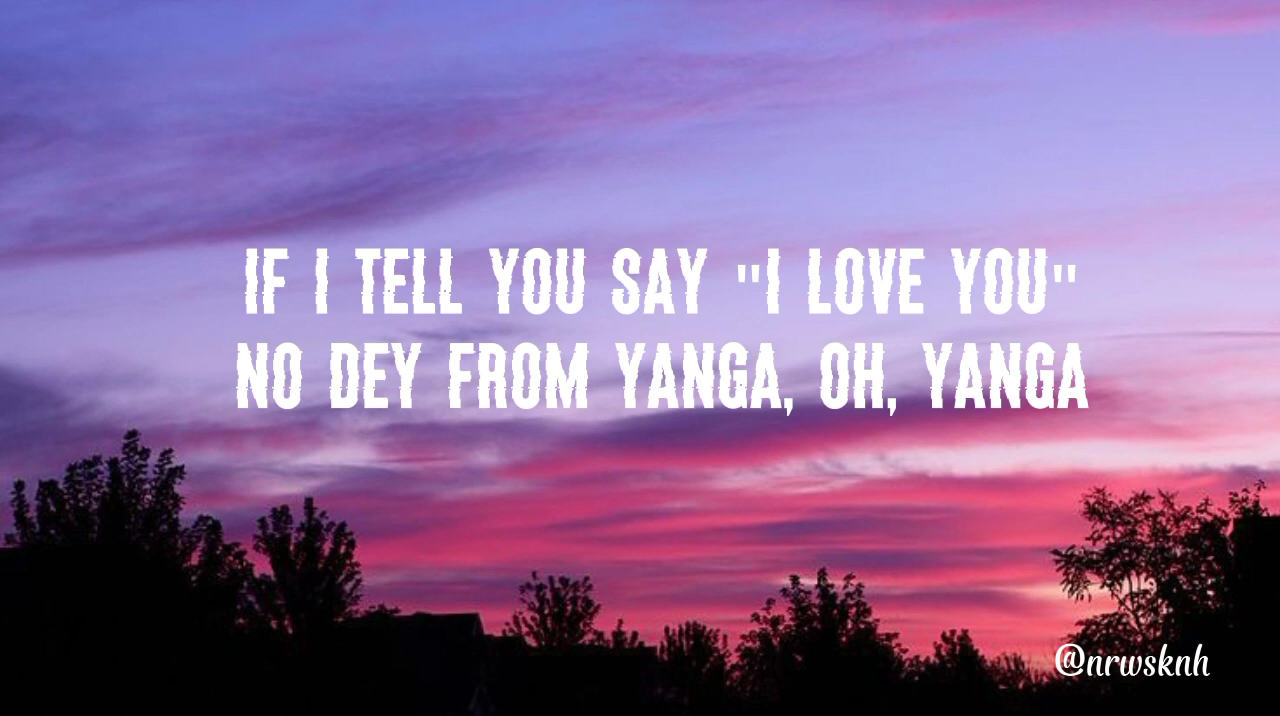 IF I TELL YOU SAY "I LOVE YOU"
NO DEY FROM YANGA, OH, YANGA
@nrwsknh